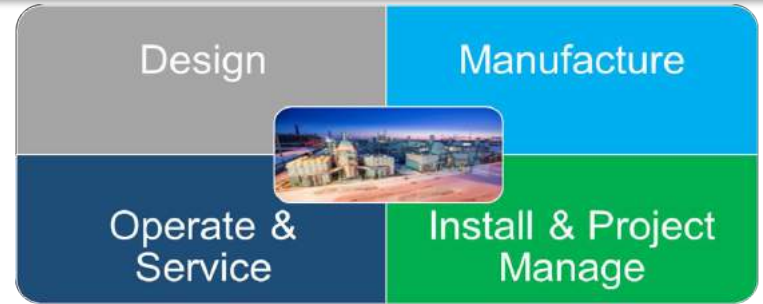 Design
Manufacture
Operate &
Service
Install & Project
Manage